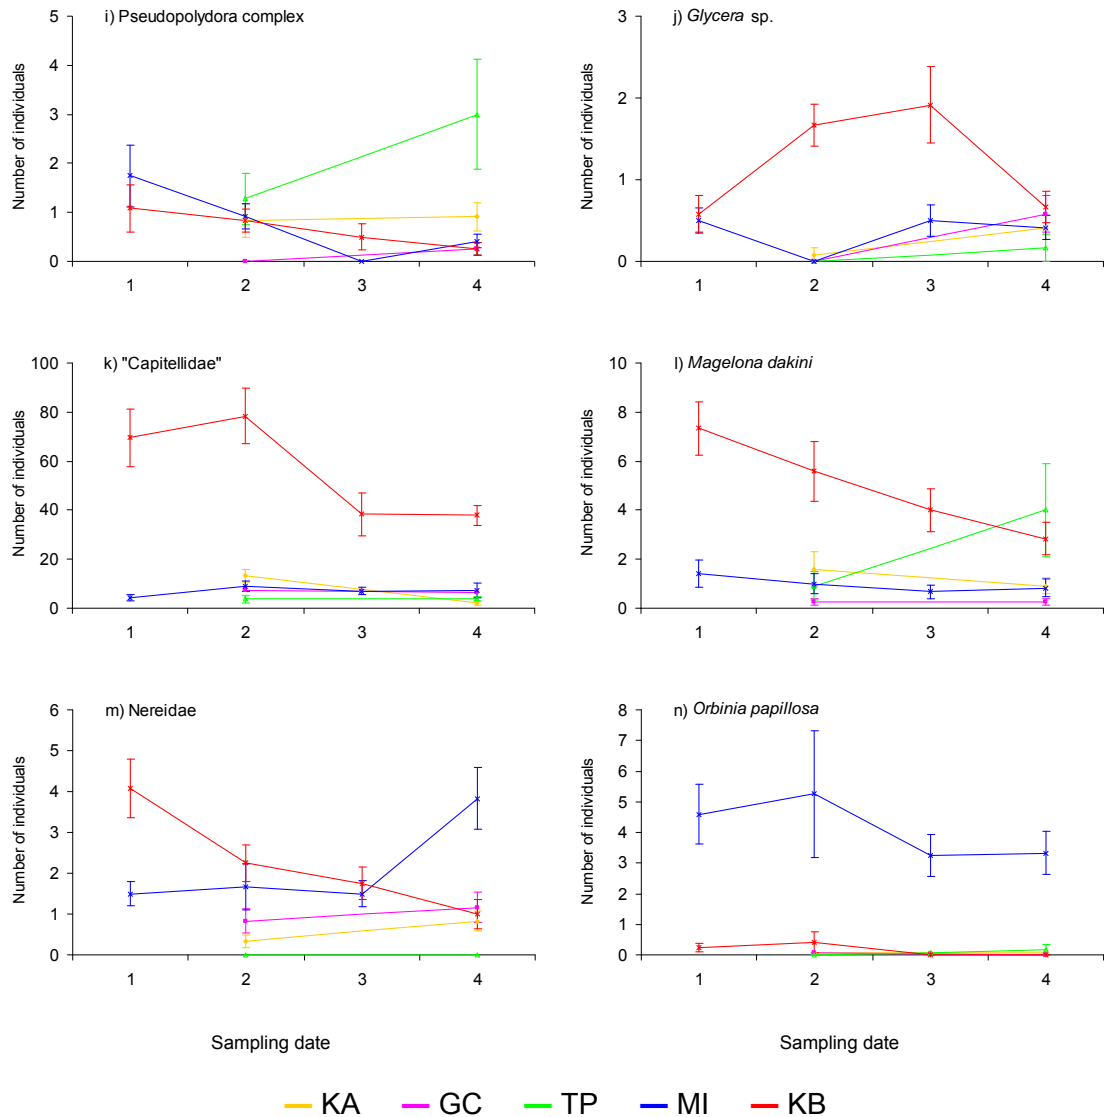 i) Pseudopolydora complex
Number of individuals
5
4
3
2
1
0
1 2 3 4
j) Glycera sp.
Number of individuals
3
2
1
0
1 2 3 4
k) "Capitellidae"
Number of individuals
100
80
60
40
20
0
1 2 3 4
l) Magelona dakini
Number of individuals
10
8
6
4
2
0
1 2 3 4
m) Nereidae
Number of individuals
6
5
4
3
2
1
0
1 2 3 4
Sampling date
n) Orbinia papillosa
Number of individuals
8
7
6
5
4
3
2
1
0
1 2 3 4
Sampling date
KA GC TP MI KB